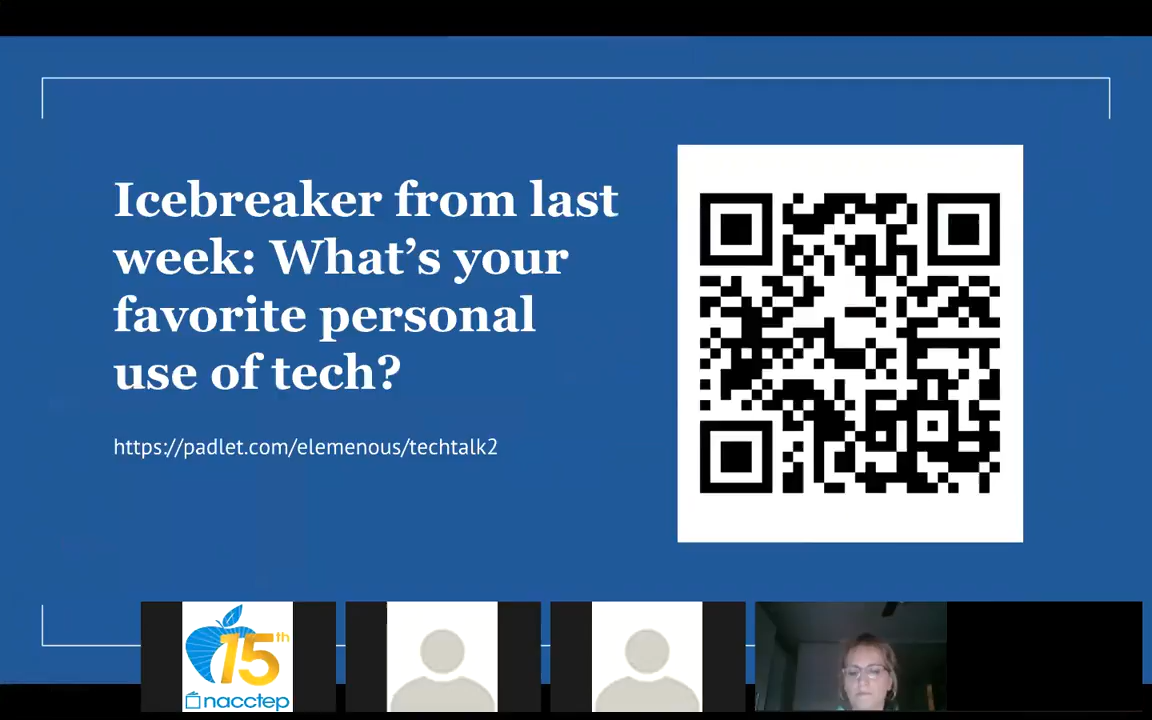 Icebreaker from last
week: What's your
favorite personal
use of tech?
https://padlet.com/elemenous/techtalk2
15th
nacctep